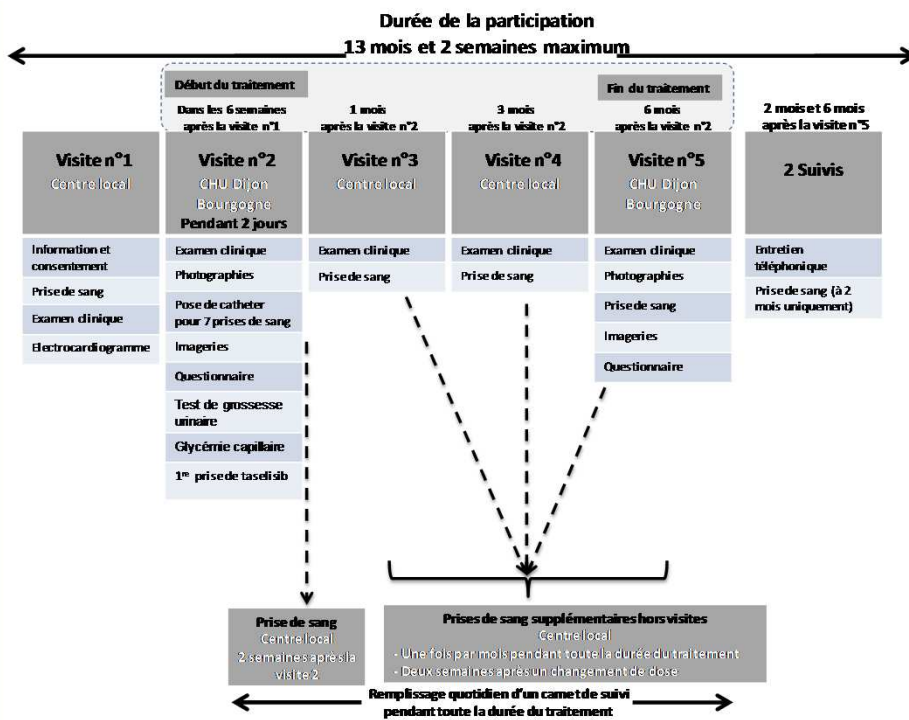 Durée de la participation
13 mois et 2 semaines maximum
Début du traitement
Fin du traitement
Dans les 6 semaines
après la visite n°1
1 mois
après la visite n°2
3 mois
après la visite n°2
6 mois
après la visite n°2
2 mois et 6 mois
après la visite n°5
Visite n°1
Centre local
Visite n°2
CHU Dijon
Bourgogne
Pendant 2 jours
Visite n°3
Centre local
Visite n°4
Centre local
Visite n°5
CHU Dijon
Bourgogne
2 Suivis
Information et
consentement
Prise de sang
Examen clinique
Electrocardiogramme
Examen clinique
Photographies
Pose de catheter
pour 7 prises de sang
Imageries
Questionnaire
Test de grossesse
urinaire
Glycémie capillaire
1re prise de taselisib
Examen clinique
Prise de sang
Examen clinique
Prise de sang
Examen clinique
Photographies
Prise de sang
Imageries
Questionnaire
Entretien
téléphonique
Prise de sang (à 2
mois uniquement)
Prise de sang
Centre local
2 semaines après la
visite 2
Prises de sang supplémentaires hors visites
Centre local
- Une fois par mois pendant toute la durée du traitement
- Deux semaines après un changement de dose
Remplissage quotidien d'un carnet de suivi
pendant toute la durée du traitement